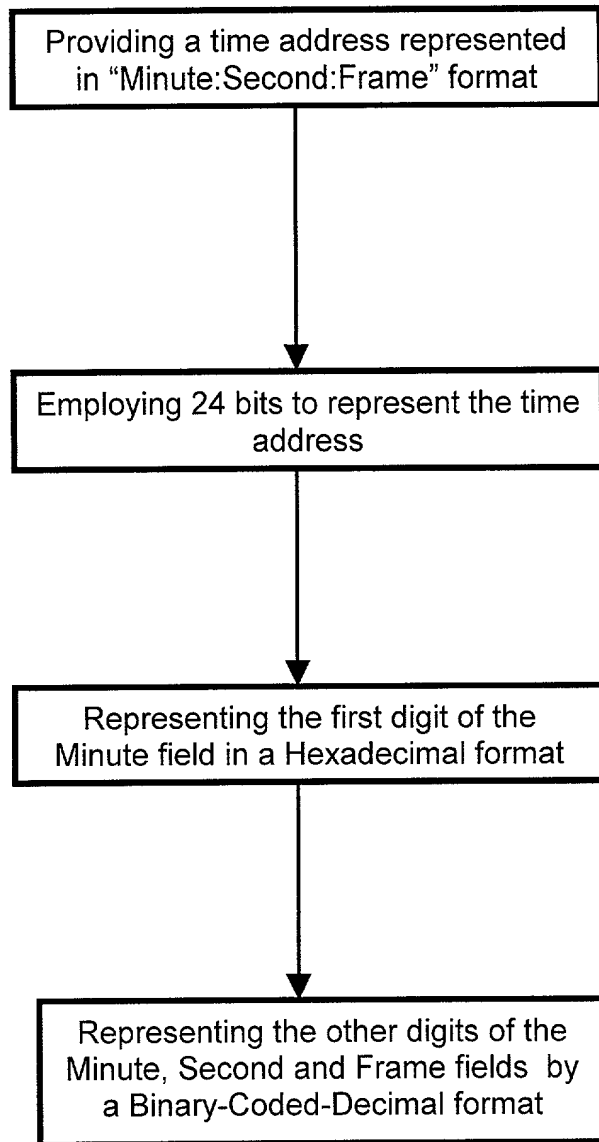 Providing a time address represented
in “Minute:Second:Frame” format
Employing 24 bits to represent the time
address
Representing the first digit of the
Minute field in a Hexadecimal format
Representing the other digits of the
Minute, Second and Frame fields by
a Binary-Coded-Decimal format